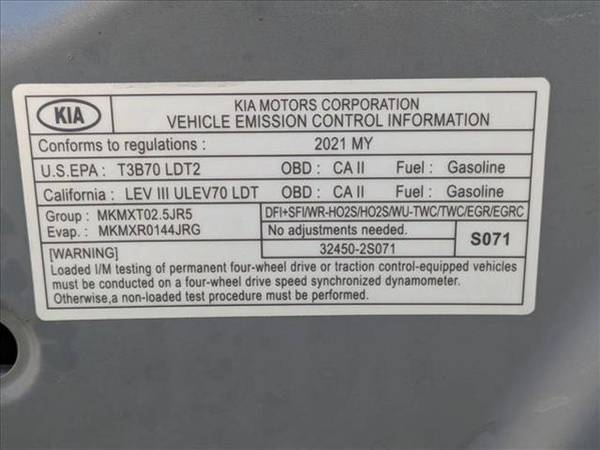 KIA
KIA MOTORS CORPORATION
VEHICLE EMISSION CONTROL INFORMATION
Conforms to regulations : 2021 MY
U.S.EPA : T3B70 LDT2 OBD : CA II Fuel : Gasoline
California : LEV III ULEV70 LDT OBD : CA II Fuel : Gasoline
Group : MKMXT02.5JR5
Evap. : MKMXR0144JRG
DFI+SFI/WR-HO2S/HO2S/WU-TWC/TWC/EGR/EGRC
No adjustments needed.
32450-2S071
S071
[WARNING]
Loaded I/M testing of permanent four-wheel drive or traction control-equipped vehicles
must be conducted on a four-wheel drive speed synchronized dynamometer.
Otherwise,a non-loaded test procedure must be performed.